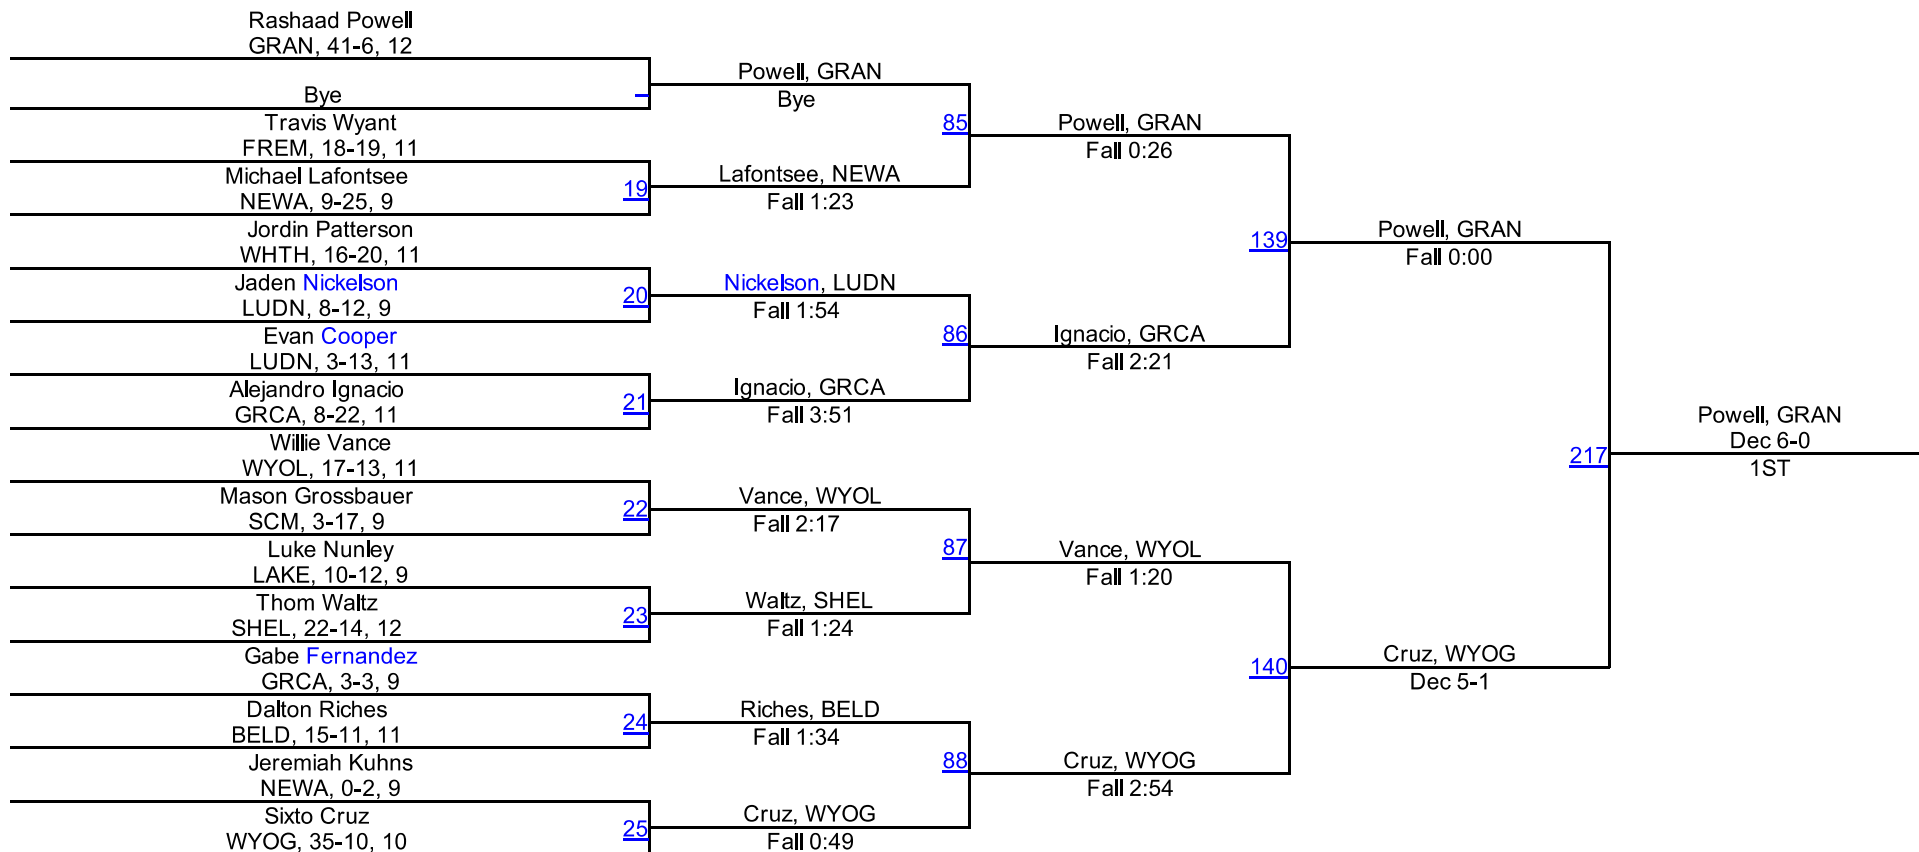 Rashaad Powell
GRAN, 41-6, 12
Bye
Travis Wyant
FREM, 18-19, 11
Michael Lafontsee
NEWA, 9-25, 9
19
Jordin Patterson
WHTH, 16-20, 11
Jaden Nickelson
LUDN, 8-12, 9
20
Evan Cooper
LUDN, 3-13, 11
Alejandro Ignacio
GRCA, 8-22, 11
21
Willie Vance
WYOL, 17-13, 11
Mason Grossbauer
SCM, 3-17, 9
22
Luke Nunley
LAKE, 10-12, 9
Thom Waltz
SHEL, 22-14, 12
23
Gabe Fernandez
GRCA, 3-3, 9
Dalton Riches
BELD, 15-11, 11
24
Jeremiah Kuhns
NEWA, 0-2, 9
Sixto Cruz
WYOG, 35-10, 10
25
Powell, GRAN
Bye
85
Lafontsee, NEWA
Fall 1:23
Nickelson, LUDN
Fall 1:54
86
Ignacio, GRCA
Fall 3:51
Vance, WYOL
Fall 2:17
87
Waltz, SHEL
Fall 1:24
Riches, BELD
Fall 1:34
88
Cruz, WYOG
Fall 0:49
Powell, GRAN
Fall 0:26
139
Ignacio, GRCA
Fall 2:21
Vance, WYOL
Fall 1:20
140
Cruz, WYOG
Fall 2:54
Powell, GRAN
Fall 0:00
217
Cruz, WYOG
Dec 5-1
Powell, GRAN
Dec 6-0
1ST